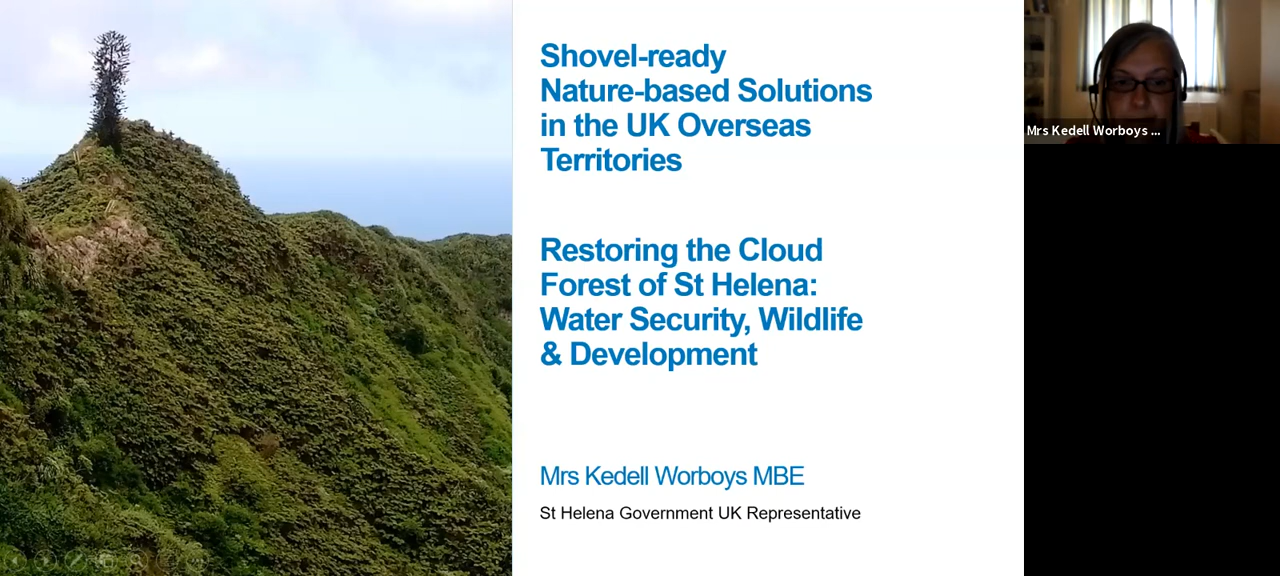 Shovel-ready
Nature-based Solutions
in the UK Overseas
Territories
Restoring the Cloud
Forest of St Helena:
Water Security, Wildlife
& Development
Mrs Kedell Worboys MBE
St Helena Government UK Representative
Mrs Kedell Worboys ...